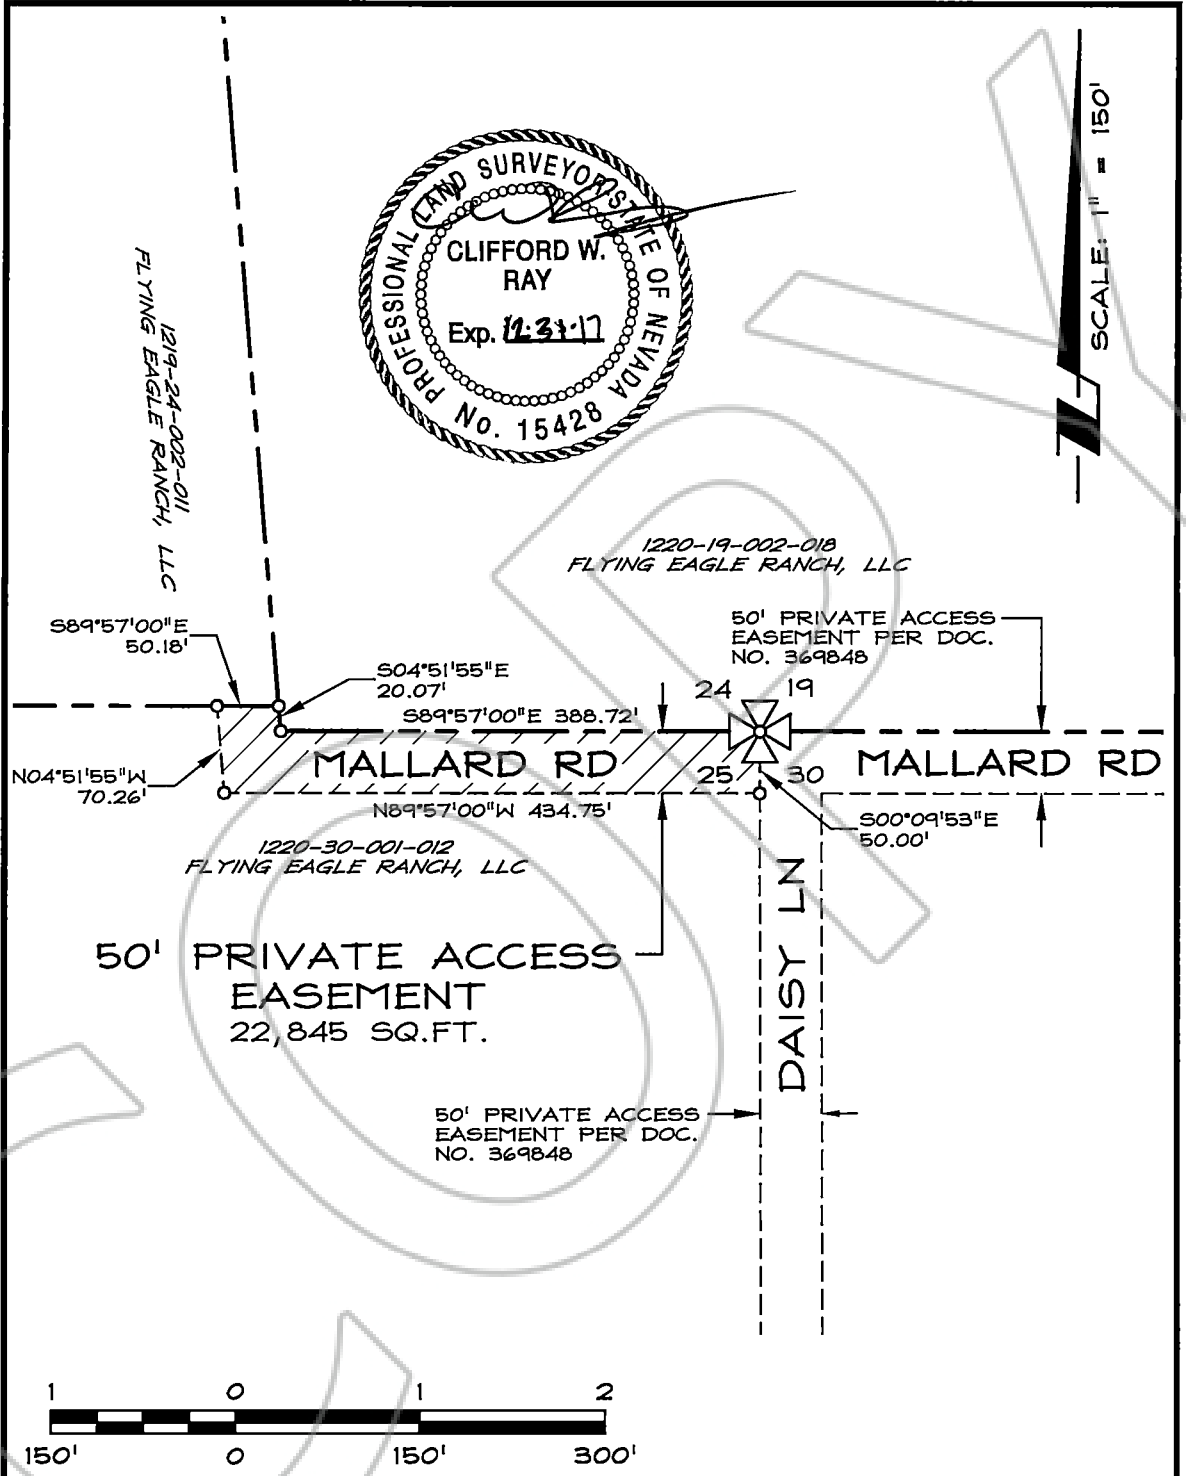 SCALE: 1" = 150'
PROFESSIONAL LAND SURVEYOR STATE OF NEVADA
CLIFFORD W.
RAY
Exp. 12-31-17
No. 15428
1219-24-002-011
FLYING EAGLE RANCH, LLC
1220-19-002-018
FLYING EAGLE RANCH, LLC
S89°57'00"E
50.18'
50' PRIVATE ACCESS
EASEMENT PER DOC.
NO. 369848
S04°51'55"E
20.07'
24 19
S89°57'00"E 388.72'
MALLARD RD
MALLARD RD
25 30
N04°51'55"W
70.26'
N89°57'00"W 434.75'
S00°09'53"E
50.00'
1220-30-001-012
FLYING EAGLE RANCH, LLC
50' PRIVATE ACCESS
EASEMENT
22,845 SQ.FT.
DAISY LN
50' PRIVATE ACCESS
EASEMENT PER DOC.
NO. 369848
1 0 1 2
150' 0 150' 300'
COPY